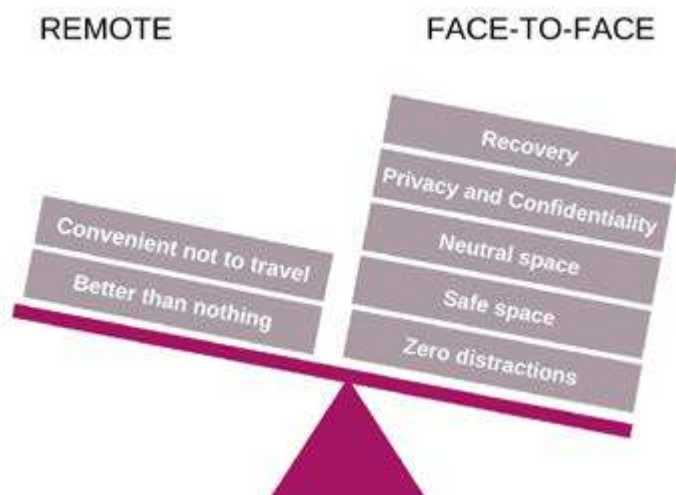 REMOTE
FACE-TO-FACE
Convenient not to travel
Better than nothing
Recovery
Privacy and Confidentiality
Neutral space
Safe space
Zero distractions